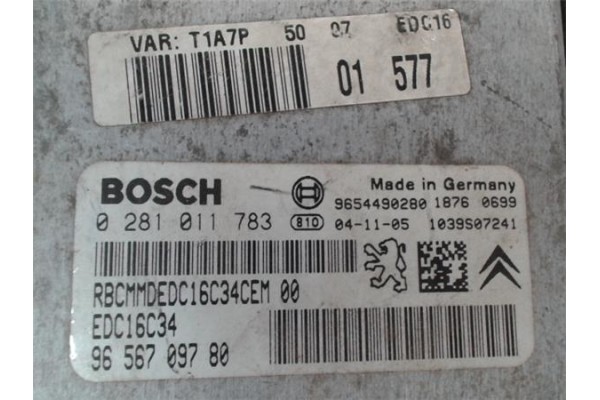 VAR: T1A7P 50 07 EDC16
01 577
BOSCH
Made in Germany
9654490280 1876 0699
0 281 011 783 810 04-11-05 1039S07241
RBCMMDEDC16C34CEM 00
EDC16C34
96 567 097 80